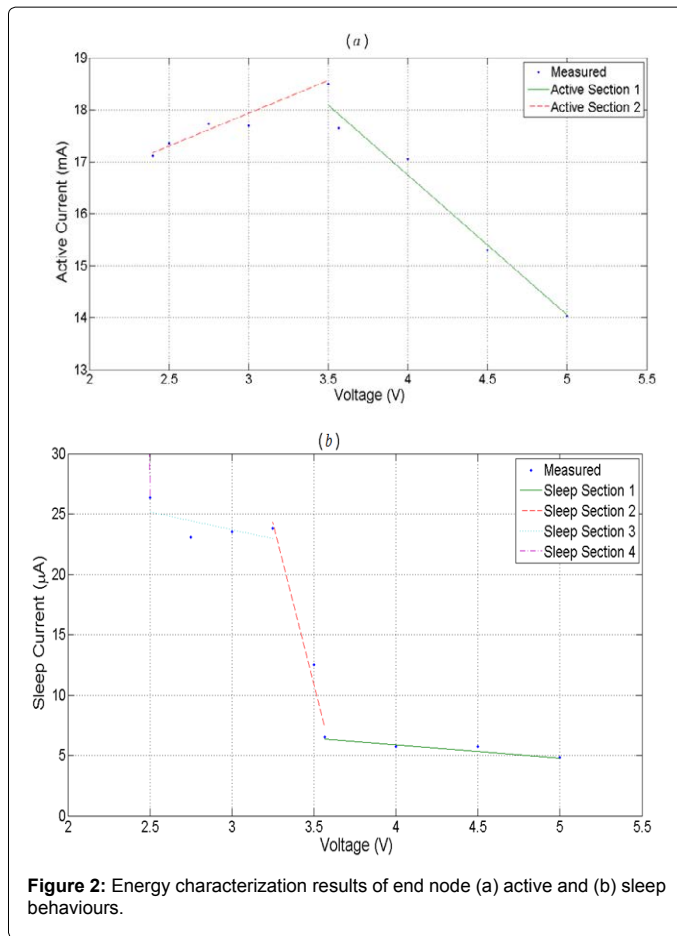 (a)
19
18
17
16
15
14
13
Active Current (mA)
Measured
Active Section 1
Active Section 2
2 2.5 3 3.5 4 4.5 5 5.5
Voltage (V)
(b)
30
25
20
15
10
5
0
Sleep Current (µA)
Measured
Sleep Section 1
Sleep Section 2
Sleep Section 3
Sleep Section 4
2 2.5 3 3.5 4 4.5 5 5.5
Voltage (V)
Figure 2: Energy characterization results of end node (a) active and (b) sleep
behaviours.